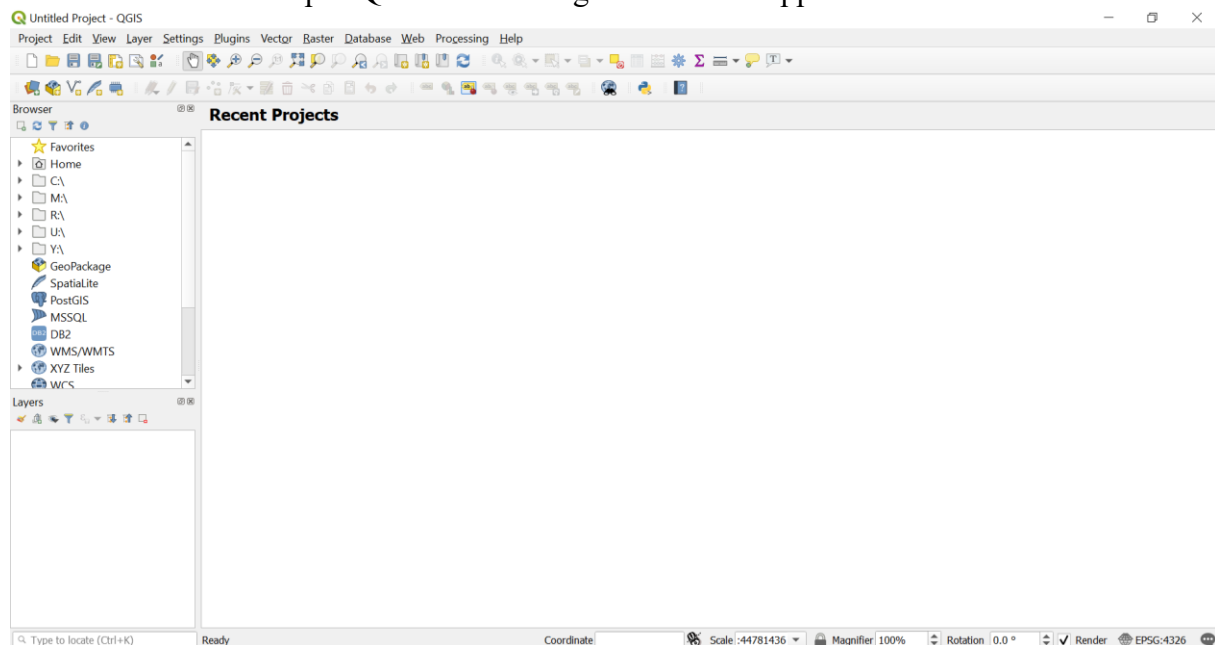 Untitled Project - QGIS
Project Edit View Layer Settings Plugins Vector Raster Database Web Processing Help
Browser
Recent Projects
Favorites
Home
C:\
M:\
R:\
U:\
Y:\
GeoPackage
SpatiaLite
PostGIS
MSSQL
DB2
WMS/WMTS
XYZ Tiles
WCS
Layers
Type to locate (Ctrl+K) Ready Coordinate Scale :44781436 Magnifier 100% Rotation 0.0 ° Render EPSG:4326